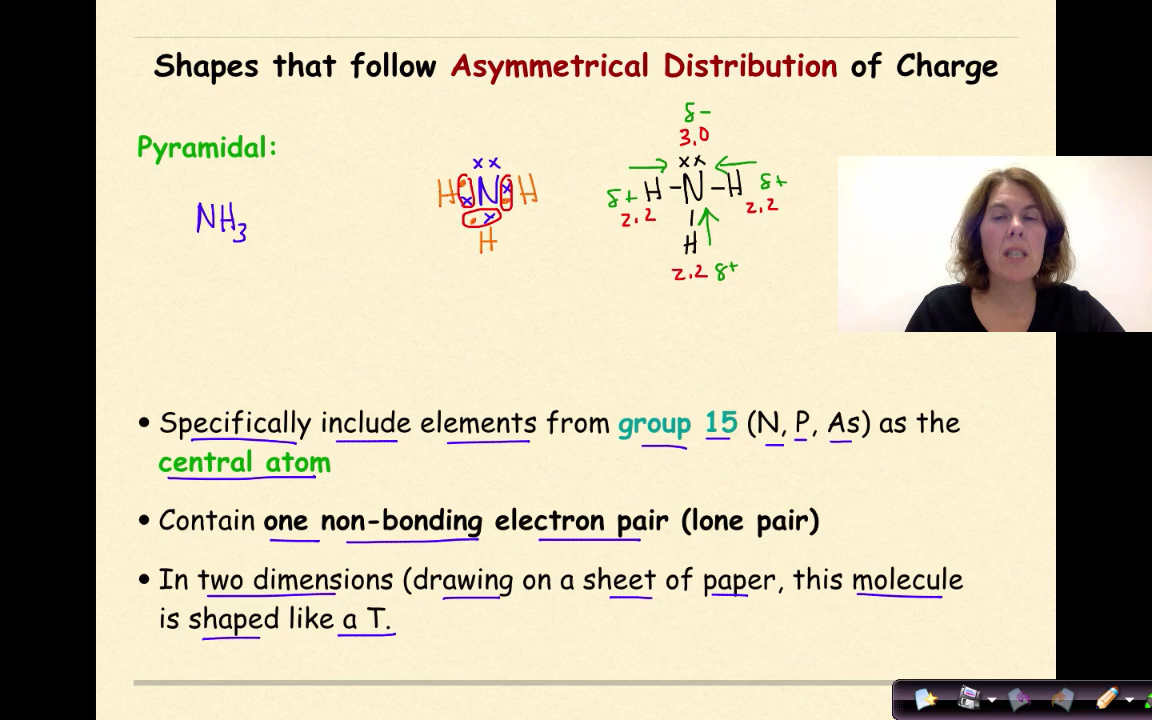 Shapes that follow Asymmetrical Distribution of Charge
Pyramidal:
NH3
xx
H N H
H
δ-
3.0
xx
δ+ H-N-H δ+
2.2 2.2
H
2.2 δ+
• Specifically include elements from group 15 (N, P, As) as the
central atom
• Contain one non-bonding electron pair (lone pair)
• In two dimensions (drawing on a sheet of paper, this molecule
is shaped like a T.